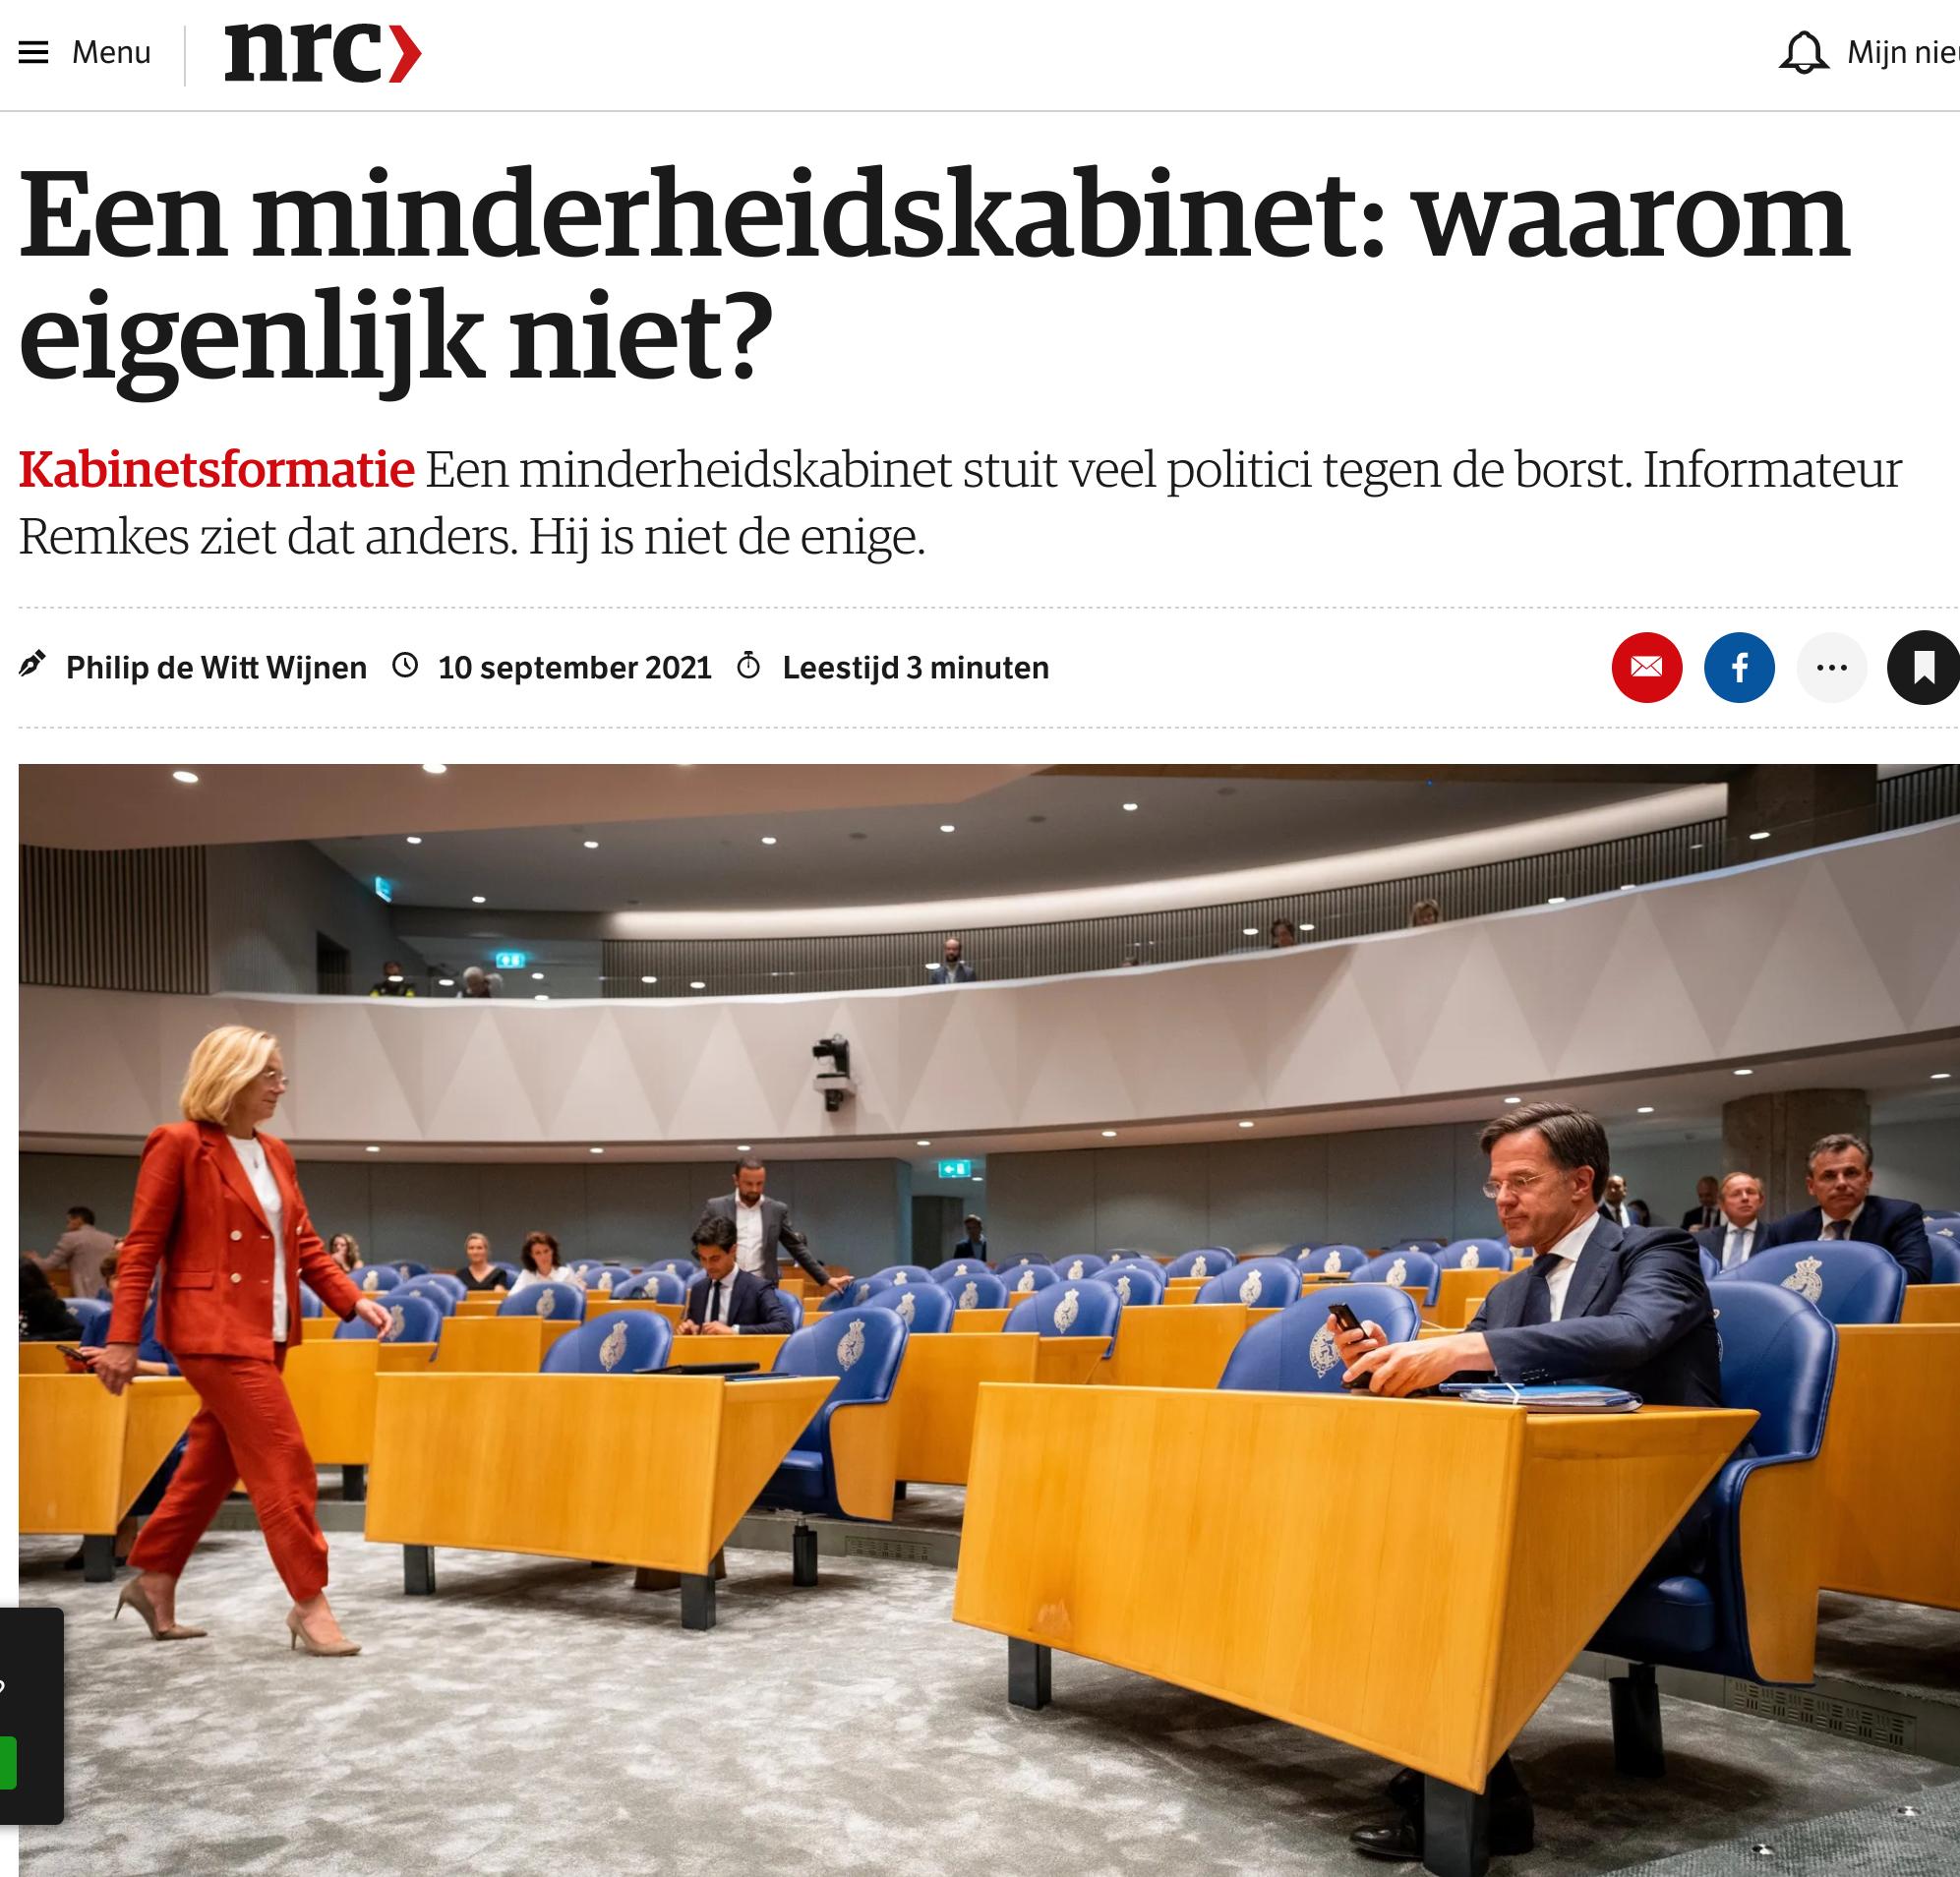 Menu
nrc
Mijn
Een minderheidskabinet: waarom
eigenlijk niet?
Kabinetsformatie Een minderheidskabinet stuit veel politici tegen de borst. Informateur
Remkes ziet dat anders. Hij is niet de enige.
Philip de Witt Wijnen 10 september 2021 Leestijd 3 minuten